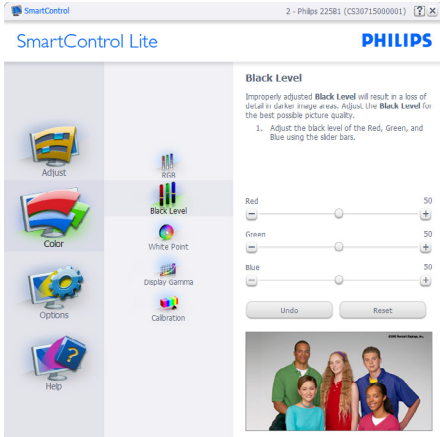 SmartControl
2 - Philips 225B1 (CS30715000001)
SmartControl Lite
PHILIPS
Adjust
Color
Options
Help
RGB
Black Level
White Point
Display Gamma
Calibration
Black Level
Improperly adjusted Black Level will result in a loss of
detail in darker image areas. Adjust the Black Level for
the best possible picture quality.
1. Adjust the black level of the Red, Green, and
Blue using the slider bars.
Red 50
Green 50
Blue 50
Undo
Reset